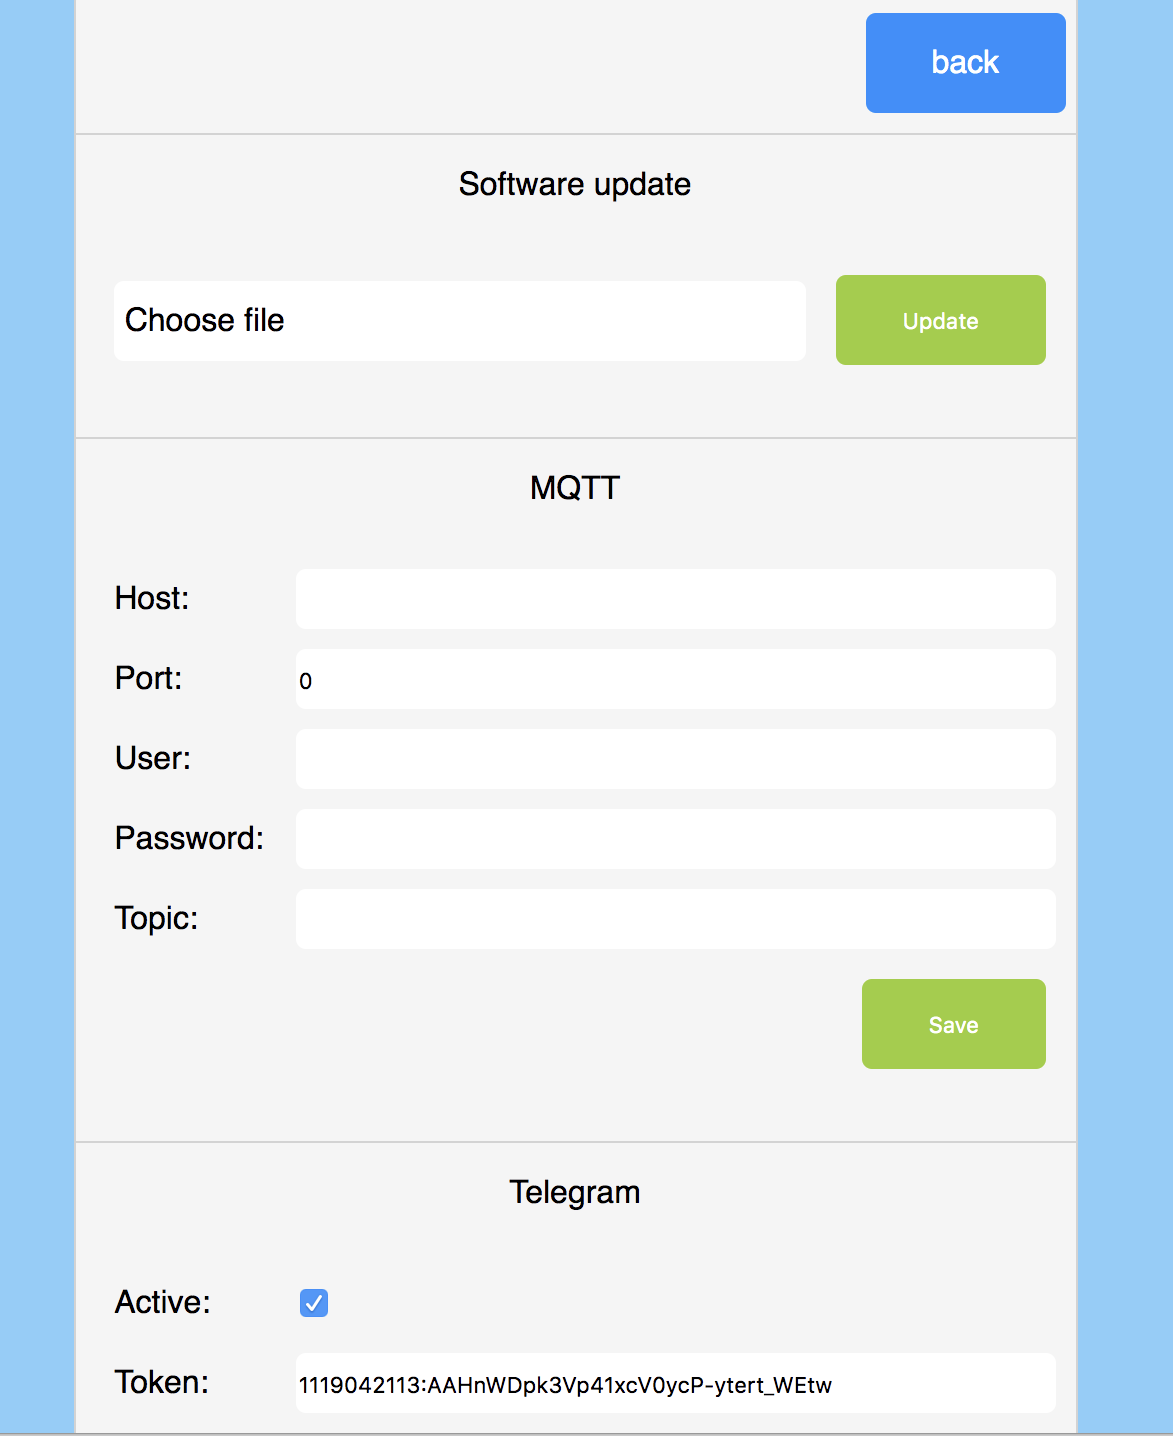 back
Software update
Choose file
Update
MQTT
Host:
Port: 0
User:
Password:
Topic:
Save
Telegram
Active:
Token: 1119042113:AAHnWDpk3Vp41xcV0ycP-ytert_WEtw